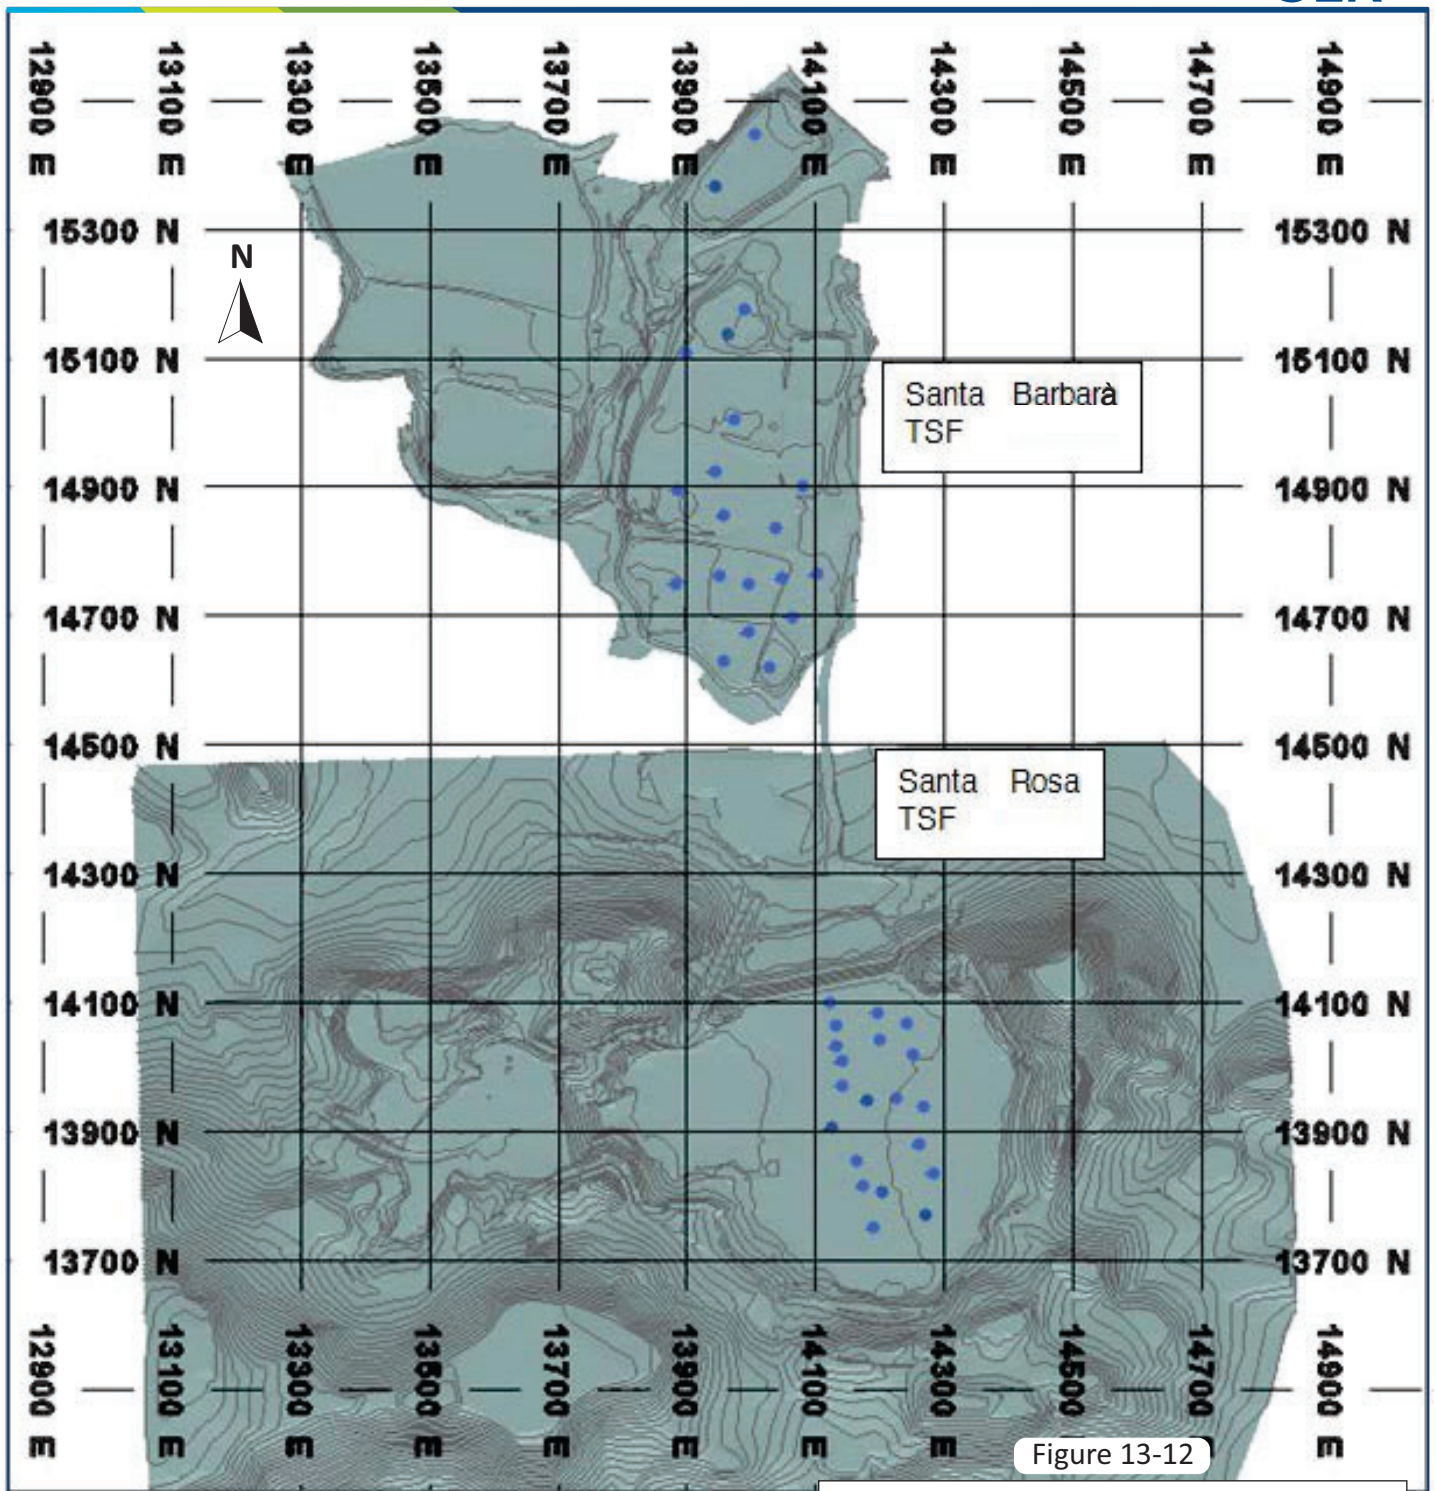 12900 E 13100 E 13300 E 13500 E 13700 E 13900 E 14100 E 14300 E 14500 E 14700 E 14900 E
15300 N 15300 N
N
15100 N 15100 N
Santa Barbarà
TSF
14900 N 14900 N
14700 N 14700 N
14500 N 14500 N
Santa Rosa
TSF
14300 N 14300 N
14100 N 14100 N
13900 N 13900 N
13700 N 13700 N
12900 E 13100 E 13300 E 13500 E 13700 E 13900 E 14100 E 14300 E 14500 E 14700 E 14900 E
Figure 13-12